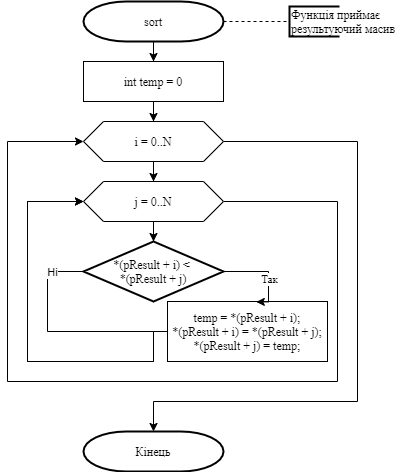 sort
Функція приймає
результуючий масив
int temp = 0
i = 0..N
j = 0..N
*(pResult + i) <
*(pResult + j)
Ні
Так
temp = *(pResult + i);
*(pResult + i) = *(pResult + j);
*(pResult + j) = temp;
Кінець